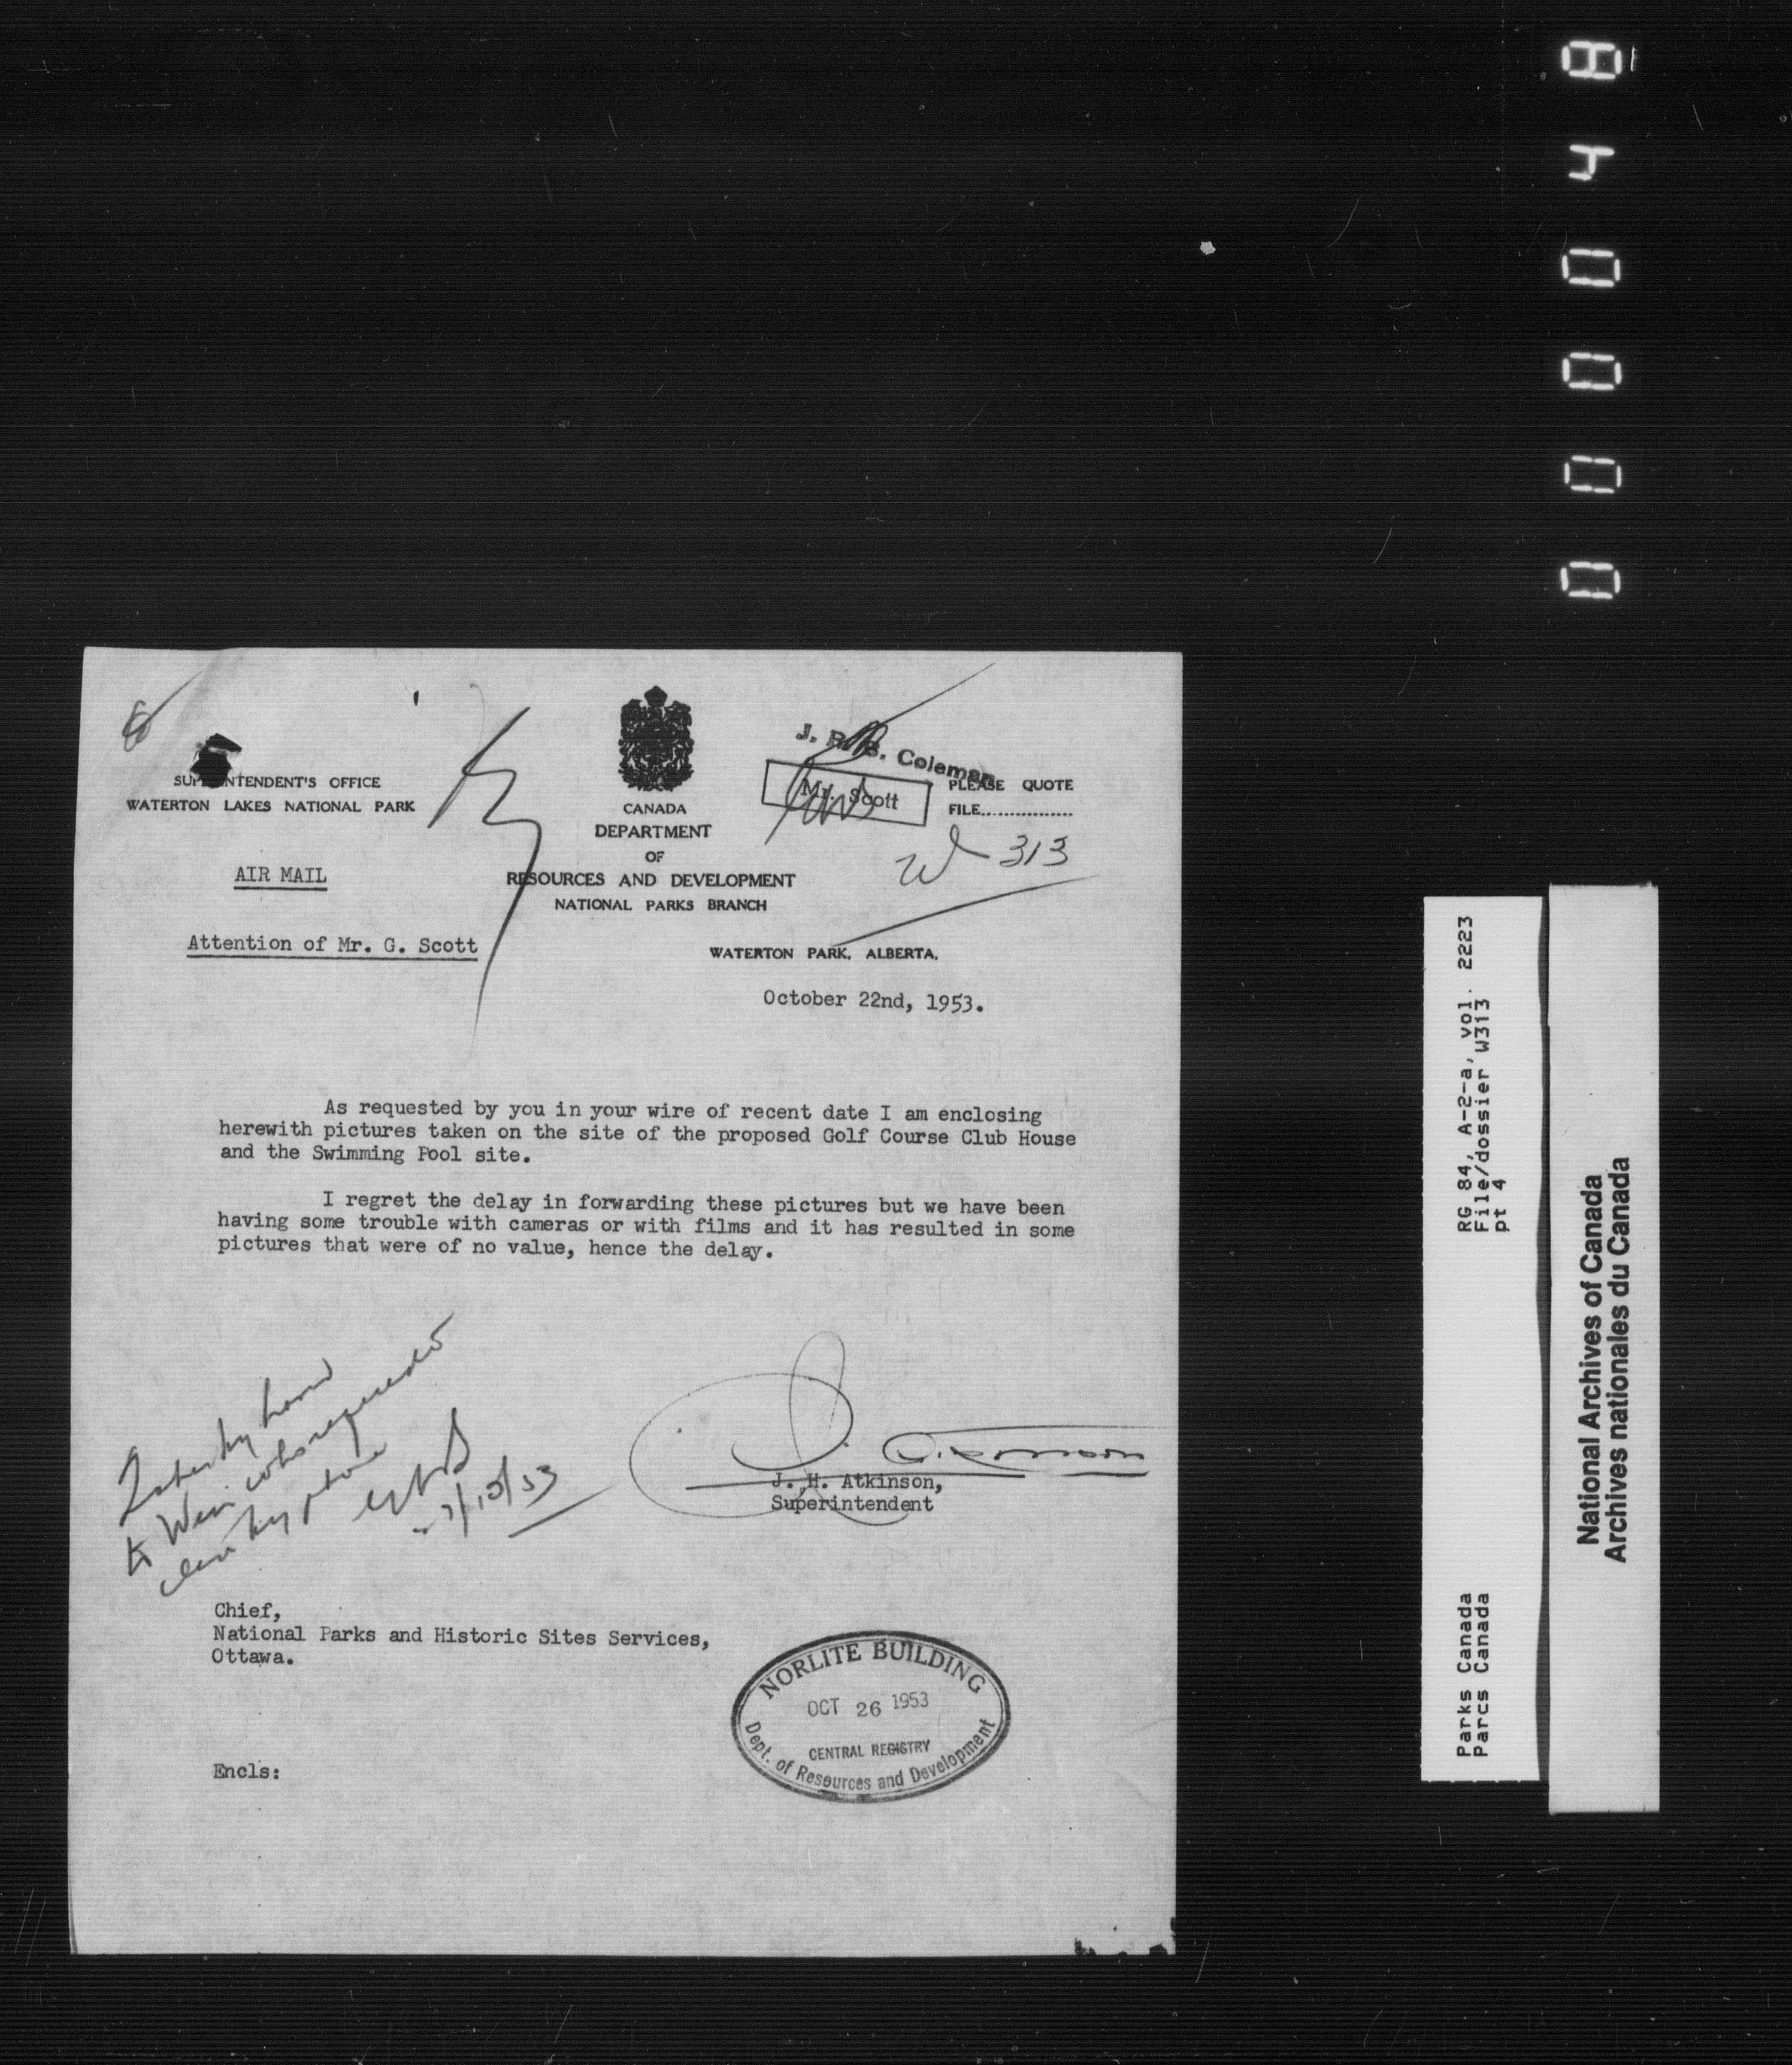 J. R. B. Coleman
Mr. Scott
SUPERINTENDENT'S OFFICE
WATERTON LAKES NATIONAL PARK
CANADA
DEPARTMENT
OF
RESOURCES AND DEVELOPMENT
NATIONAL PARKS BRANCH
PLEASE QUOTE
FILE
W 313
AIR MAIL
Attention of Mr. G. Scott
WATERTON PARK, ALBERTA,
October 22nd, 1953.
As requested by you in your wire of recent date I am enclosing
herewith pictures taken on the site of the proposed Golf Course Club House
and the Swimming Pool site.
I regret the delay in forwarding these pictures but we have been
having some trouble with cameras or with films and it has resulted in some
pictures that were of no value, hence the delay.
by hand
who requested
by phone
J. H. Atkinson,
Superintendent
Chief,
National Parks and Historic Sites Services,
Ottawa.
NORLITE BUILDING
OCT 26 1953
CENTRAL REGISTRY
Dept. of Resources and Development
Encls:
RG 84, A-2-a, vol. 2223
File/dossier W313
pt 4
Parks Canada
Parcs Canada
National Archives of Canada
Archives nationales du Canada